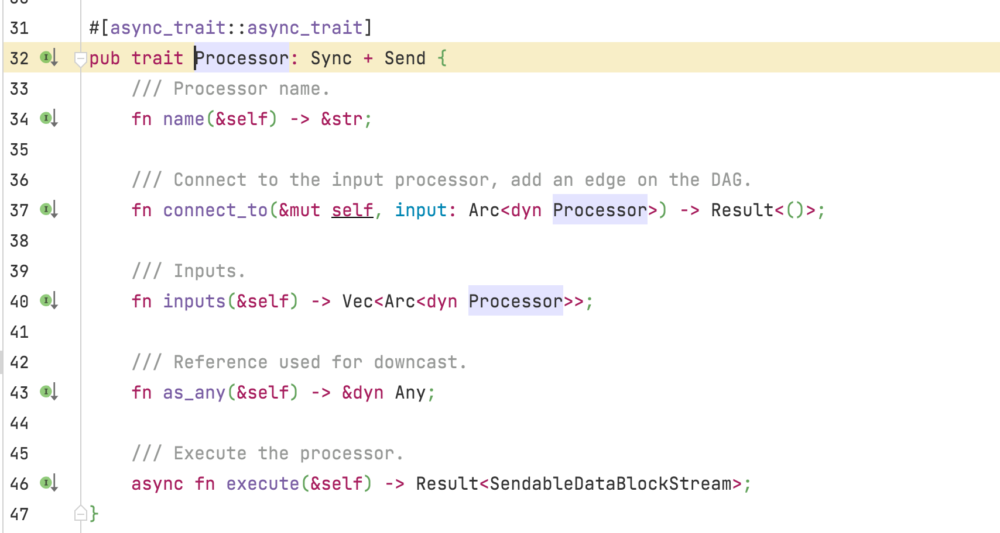 31 #[async_trait::async_trait]
32 pub trait Processor: Sync + Send {
33 /// Processor name.
34 fn name(&self) -> &str;
35
36 /// Connect to the input processor, add an edge on the DAG.
37 fn connect_to(&mut self, input: Arc<dyn Processor>) -> Result<()>;
38
39 /// Inputs.
40 fn inputs(&self) -> Vec<Arc<dyn Processor>>;
41
42 /// Reference used for downcast.
43 fn as_any(&self) -> &dyn Any;
44
45 /// Execute the processor.
46 async fn execute(&self) -> Result<SendableDataBlockStream>;
47 }